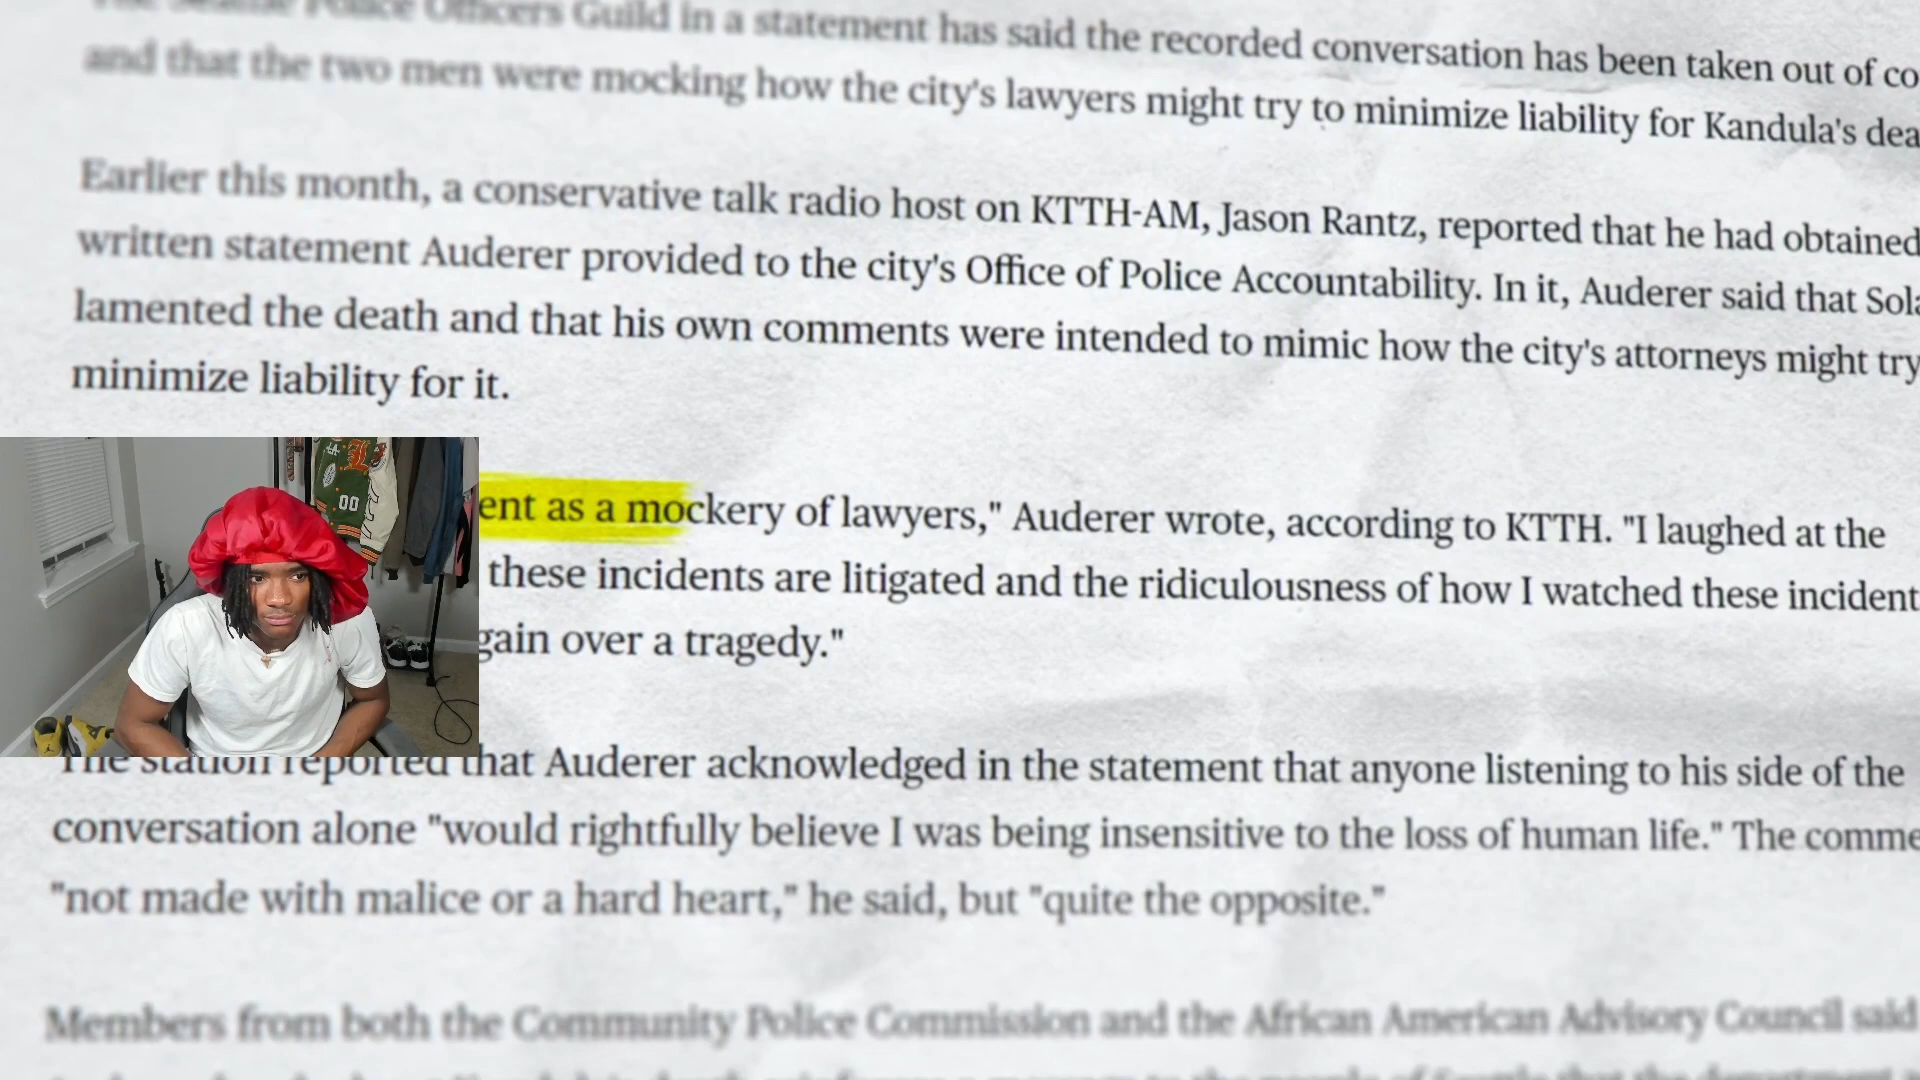 The Seattle Police Officers Guild in a statement has said the recorded conversation has been taken out of co
and that the two men were mocking how the city's lawyers might try to minimize liability for Kandula's dea
Earlier this month, a conservative talk radio host on KTTH-AM, Jason Rantz, reported that he had obtained
written statement Auderer provided to the city's Office of Police Accountability. In it, Auderer said that Sola
lamented the death and that his own comments were intended to mimic how the city's attorneys might try
minimize liability for it.
ent as a mockery of lawyers," Auderer wrote, according to KTTH. "I laughed at the
these incidents are litigated and the ridiculousness of how I watched these incident
gain over a tragedy."
00
The station reported that Auderer acknowledged in the statement that anyone listening to his side of the
conversation alone "would rightfully believe I was being insensitive to the loss of human life." The comme
"not made with malice or a hard heart," he said, but "quite the opposite."
Members from both the Community Police Commission and the African American Advisory Council said